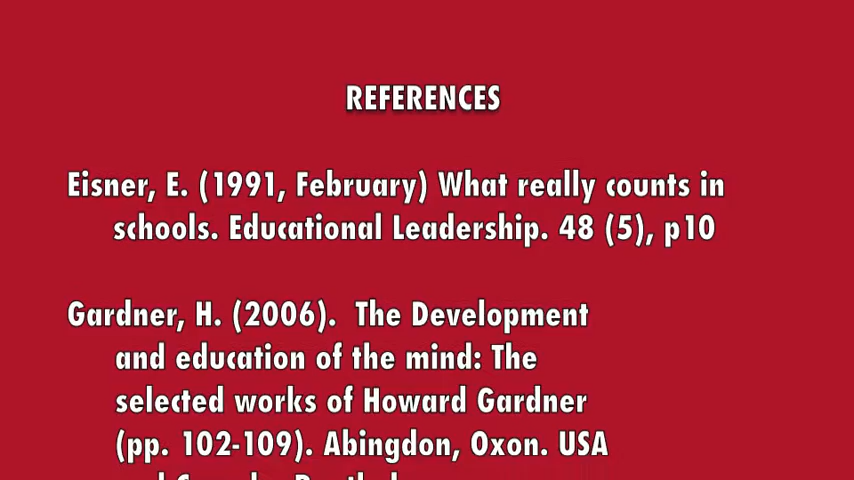 REFERENCES
Eisner, E. (1991, February) What really counts in
schools. Educational Leadership. 48 (5), p10
Gardner, H. (2006).  The Development
and education of the mind: The
selected works of Howard Gardner
(pp. 102-109). Abingdon, Oxon. USA